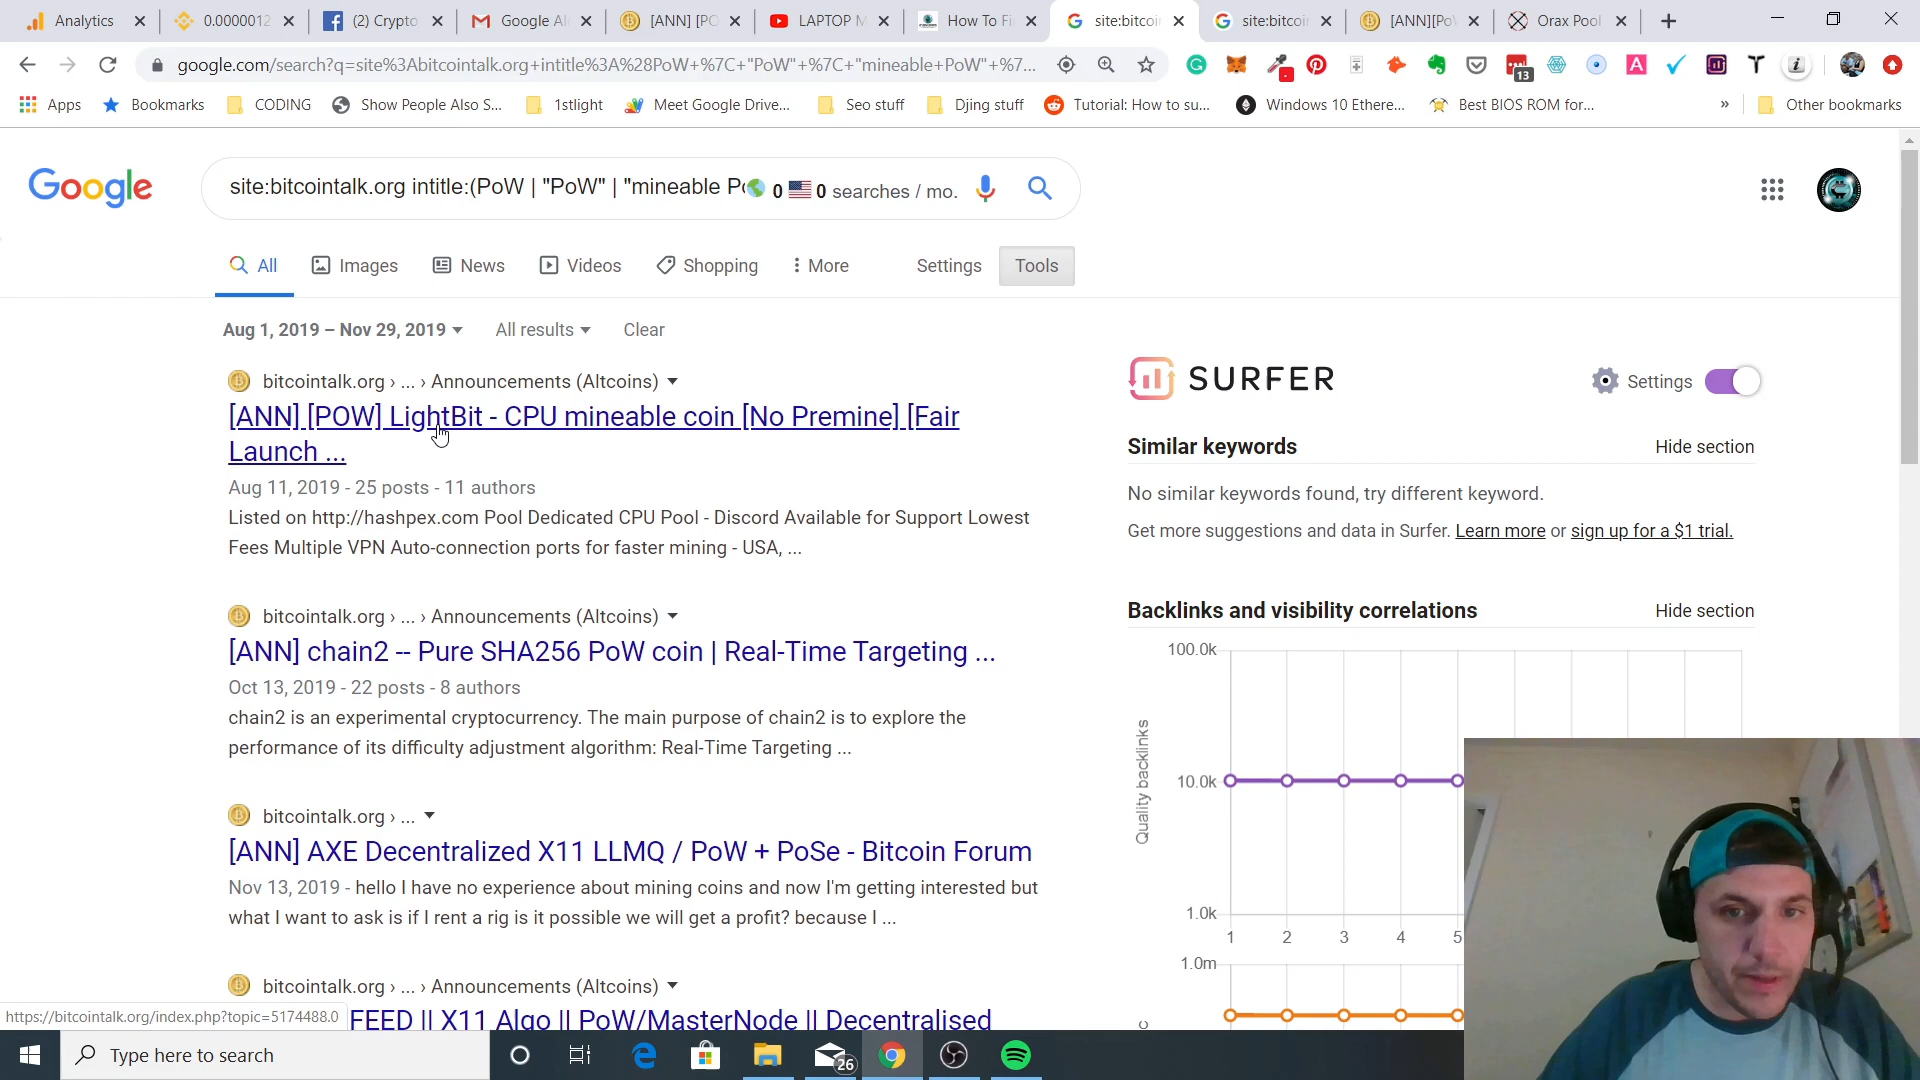 Analytics
0.0000012
(2) Crypto
Google Al
[ANN] [PO
LAPTOP M
How To Fi
site:bitcoi
site:bitcoi
[ANN][Pov
Orax Pool
google.com/search?q=site%3Abitcointalk.org+intitle%3A%28PoW+%7C+"PoW"+%7C+"mineable+PoW"+%7...
13
Apps
Bookmarks
CODING
Show People Also S...
1stlight
Meet Google Drive...
Seo stuff
Djing stuff
Tutorial: How to su...
Windows 10 Ethere...
Best BIOS ROM for...
»
Other bookmarks
Google
site:bitcointalk.org intitle:(PoW | "PoW" | "mineable P
0 0 searches / mo.
All
Images
News
Videos
Shopping
More
Settings
Tools
Aug 1, 2019 – Nov 29, 2019
All results
Clear
bitcointalk.org › ... › Announcements (Altcoins)
[ANN] [POW] LightBit - CPU mineable coin [No Premine] [Fair
Launch ...
Aug 11, 2019 - 25 posts - 11 authors
Listed on http://hashpex.com Pool Dedicated CPU Pool - Discord Available for Support Lowest
Fees Multiple VPN Auto-connection ports for faster mining - USA, ...
bitcointalk.org › ... › Announcements (Altcoins)
[ANN] chain2 -- Pure SHA256 PoW coin | Real-Time Targeting ...
Oct 13, 2019 - 22 posts - 8 authors
chain2 is an experimental cryptocurrency. The main purpose of chain2 is to explore the
performance of its difficulty adjustment algorithm: Real-Time Targeting ...
bitcointalk.org › ...
[ANN] AXE Decentralized X11 LLMQ / PoW + PoSe - Bitcoin Forum
Nov 13, 2019 - hello I have no experience about mining coins and now I'm getting interested but
what I want to ask is if I rent a rig is it possible we will get a profit? because I ...
bitcointalk.org › ... › Announcements (Altcoins)
FEED || X11 Algo || PoW/MasterNode || Decentralised
https://bitcointalk.org/index.php?topic=5174488.0
SURFER
Settings
Similar keywords
Hide section
No similar keywords found, try different keyword.
Get more suggestions and data in Surfer. Learn more or sign up for a $1 trial.
Backlinks and visibility correlations
Hide section
100.0k
10.0k
1.0k
Quality backlinks
1 2 3 4 5
1.0m
Type here to search
26